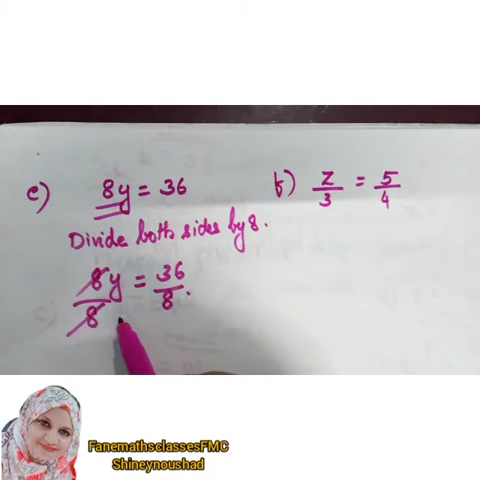 e) 8y = 36
Divide both sides by 8.
8y/8 = 36/8.
f) z/3 = 5/4
FanemathsclassesFMC
Shineynoushad